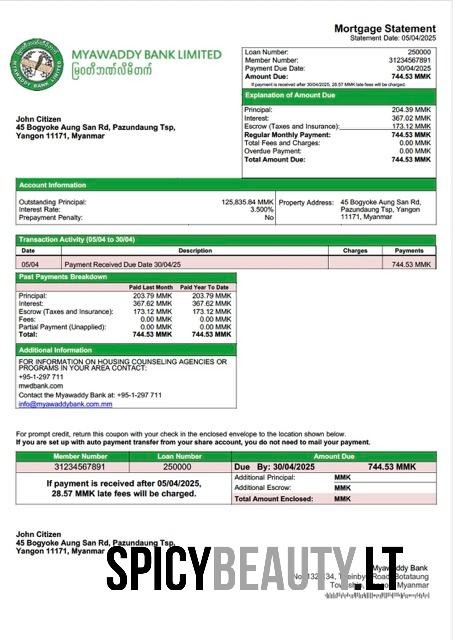 Mortgage Statement
Statement Date: 05/04/2025
MYAWADDY BANK LIMITED
မြဝတီဘဏ်လီမိတက်
MYAWADDY BANK LTD
Loan Number: 250000
Member Number: 31234567891
Payment Due Date: 30/04/2025
Amount Due: 744.53 MMK
If payment is received after 30/04/2025, 28.57 MMK late fees will be charged.
Explanation of Amount Due
Principal: 204.39 MMK
Interest: 367.02 MMK
Escrow (Taxes and Insurance): 173.12 MMK
Regular Monthly Payment: 744.53 MMK
Total Fees and Charges: 0.00 MMK
Overdue Payment: 0.00 MMK
Total Amount Due: 744.53 MMK
John Citizen
45 Bogyoke Aung San Rd, Pazundaung Tsp,
Yangon 11171, Myanmar
Account Information
Outstanding Principal: 125,835.84 MMK
Interest Rate: 3.500%
Prepayment Penalty: No
Property Address: 45 Bogyoke Aung San Rd,
Pazundaung Tsp, Yangon
11171, Myanmar
Transaction Activity (05/04 to 30/04)
Date Description Charges Payments
05/04 Payment Received Due Date 30/04/25 744.53 MMK
Past Payments Breakdown
Paid Last Month Paid Year To Date
Principal: 203.79 MMK 203.79 MMK
Interest: 367.62 MMK 367.62 MMK
Escrow (Taxes and Insurance): 173.12 MMK 173.12 MMK
Fees: 0.00 MMK 0.00 MMK
Partial Payment (Unapplied): 0.00 MMK 0.00 MMK
Total: 744.53 MMK 744.53 MMK
Additional Information
FOR INFORMATION ON HOUSING COUNSELING AGENCIES OR
PROGRAMS IN YOUR AREA CONTACT:
+95-1-297 711
mwdbank.com
Contact the Myawaddy Bank at: +95-1-297 711
info@myawaddybank.com.mm
For prompt credit, return this coupon with your check in the enclosed envelope to the location shown below.
If you are set up with auto payment transfer from your share account, you do not need to mail your payment.
Member Number Loan Number Amount Due
31234567891 250000 Due By: 30/04/2025 744.53 MMK
If payment is received after 05/04/2025,
28.57 MMK late fees will be charged.
Additional Principal: MMK
Additional Escrow: MMK
Total Amount Enclosed: MMK
John Citizen
45 Bogyoke Aung San Rd, Pazundaung Tsp,
Yangon 11171, Myanmar
SPICYBEAUTY.LT
Myawaddy Bank
Road, Botataung
Myanmar